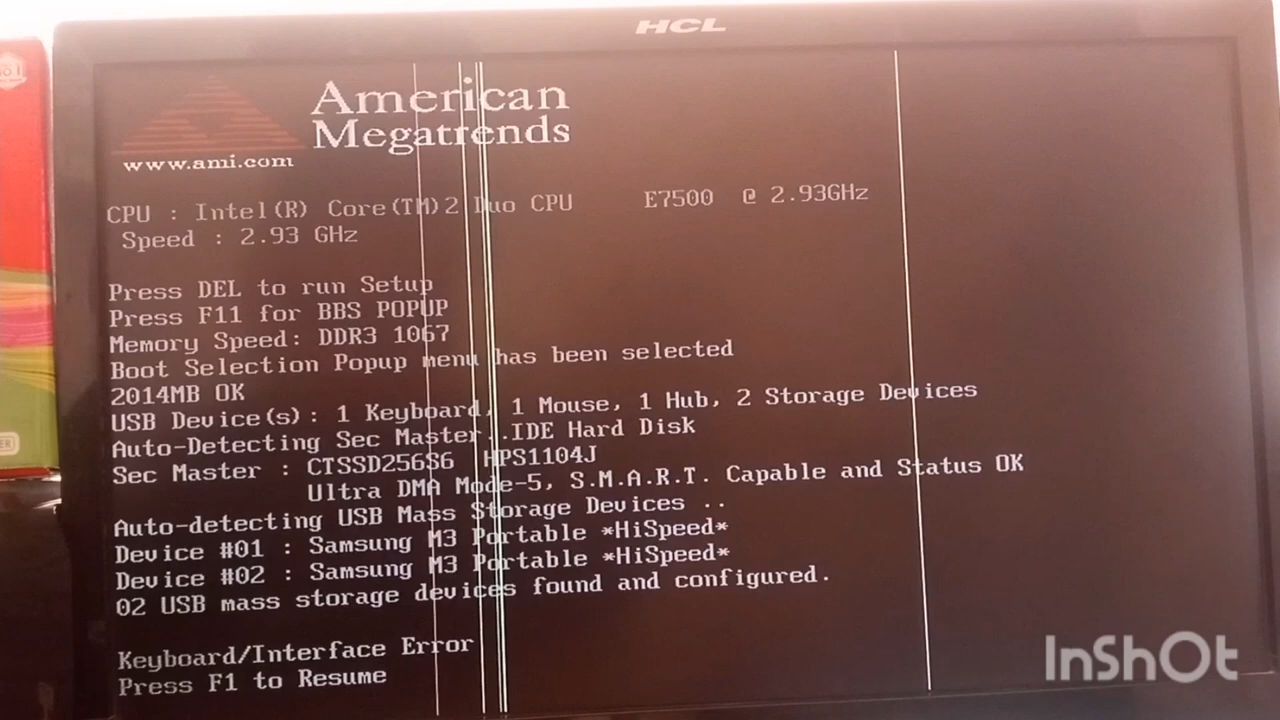 HCL
American
Megatrends
www.ami.com
CPU : Intel(R) Core(TM)2 Duo CPU E7500 @ 2.93GHz
Speed : 2.93 GHz
Press DEL to run Setup
Press F11 for BBS POPUP
Memory Speed: DDR3 1067
Boot Selection Popup menu has been selected
2014MB OK
USB Device(s): 1 Keyboard, 1 Mouse, 1 Hub, 2 Storage Devices
Auto-Detecting Sec Master..IDE Hard Disk
Sec Master : CTSSD256S6 HPS1104J
Ultra DMA Mode-5, S.M.A.R.T. Capable and Status OK
Auto-detecting USB Mass Storage Devices ..
Device #01 : Samsung M3 Portable *HiSpeed*
Device #02 : Samsung M3 Portable *HiSpeed*
02 USB mass storage devices found and configured.
Keyboard/Interface Error
Press F1 to Resume
InShOt